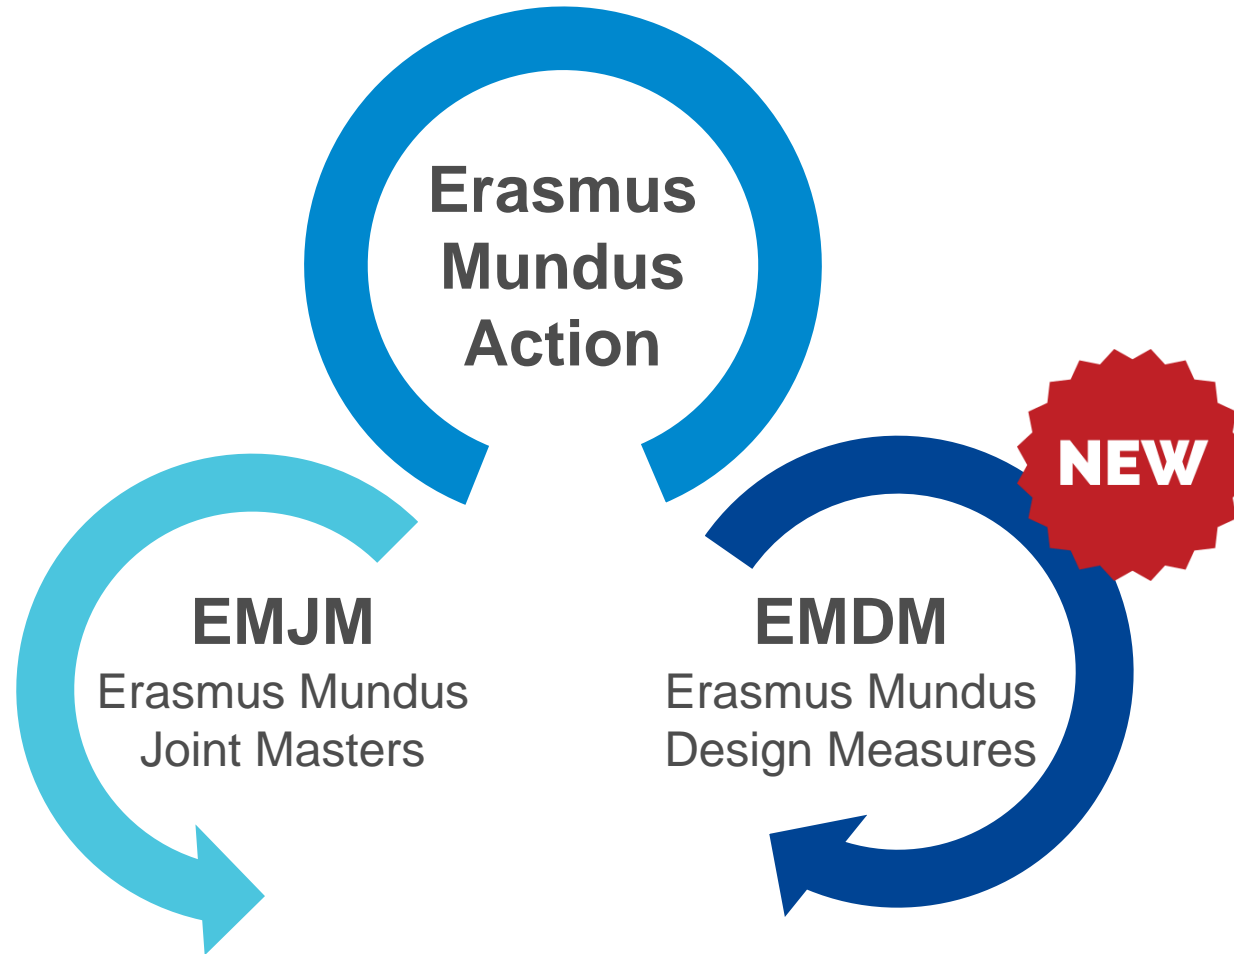 Erasmus
Mundus
Action
EMJM
Erasmus Mundus
Joint Masters
EMDM
Erasmus Mundus
Design Measures
NEW